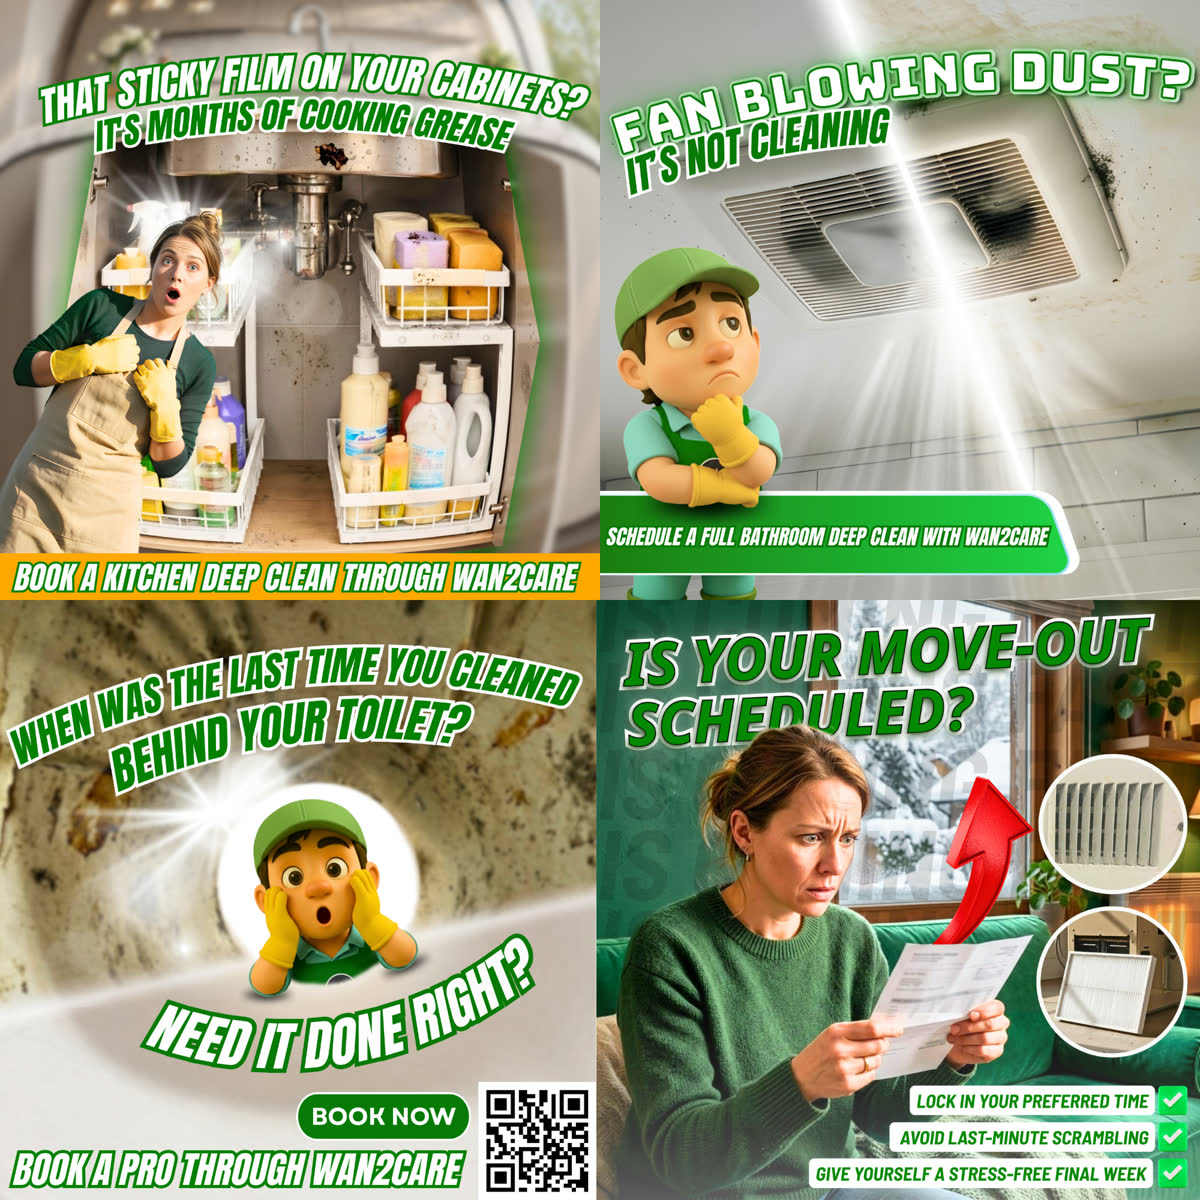 THAT STICKY FILM ON YOUR CABINETS?
IT'S MONTHS OF COOKING GREASE
BOOK A KITCHEN DEEP CLEAN THROUGH WAN2CARE
FAN BLOWING DUST?
IT'S NOT CLEANING
SCHEDULE A FULL BATHROOM DEEP CLEAN WITH WAN2CARE
WHEN WAS THE LAST TIME YOU CLEANED
BEHIND YOUR TOILET?
NEED IT DONE RIGHT?
BOOK NOW
BOOK A PRO THROUGH WAN2CARE
IS YOUR MOVE-OUT
SCHEDULED?
LOCK IN YOUR PREFERRED TIME
AVOID LAST-MINUTE SCRAMBLING
GIVE YOURSELF A STRESS-FREE FINAL WEEK